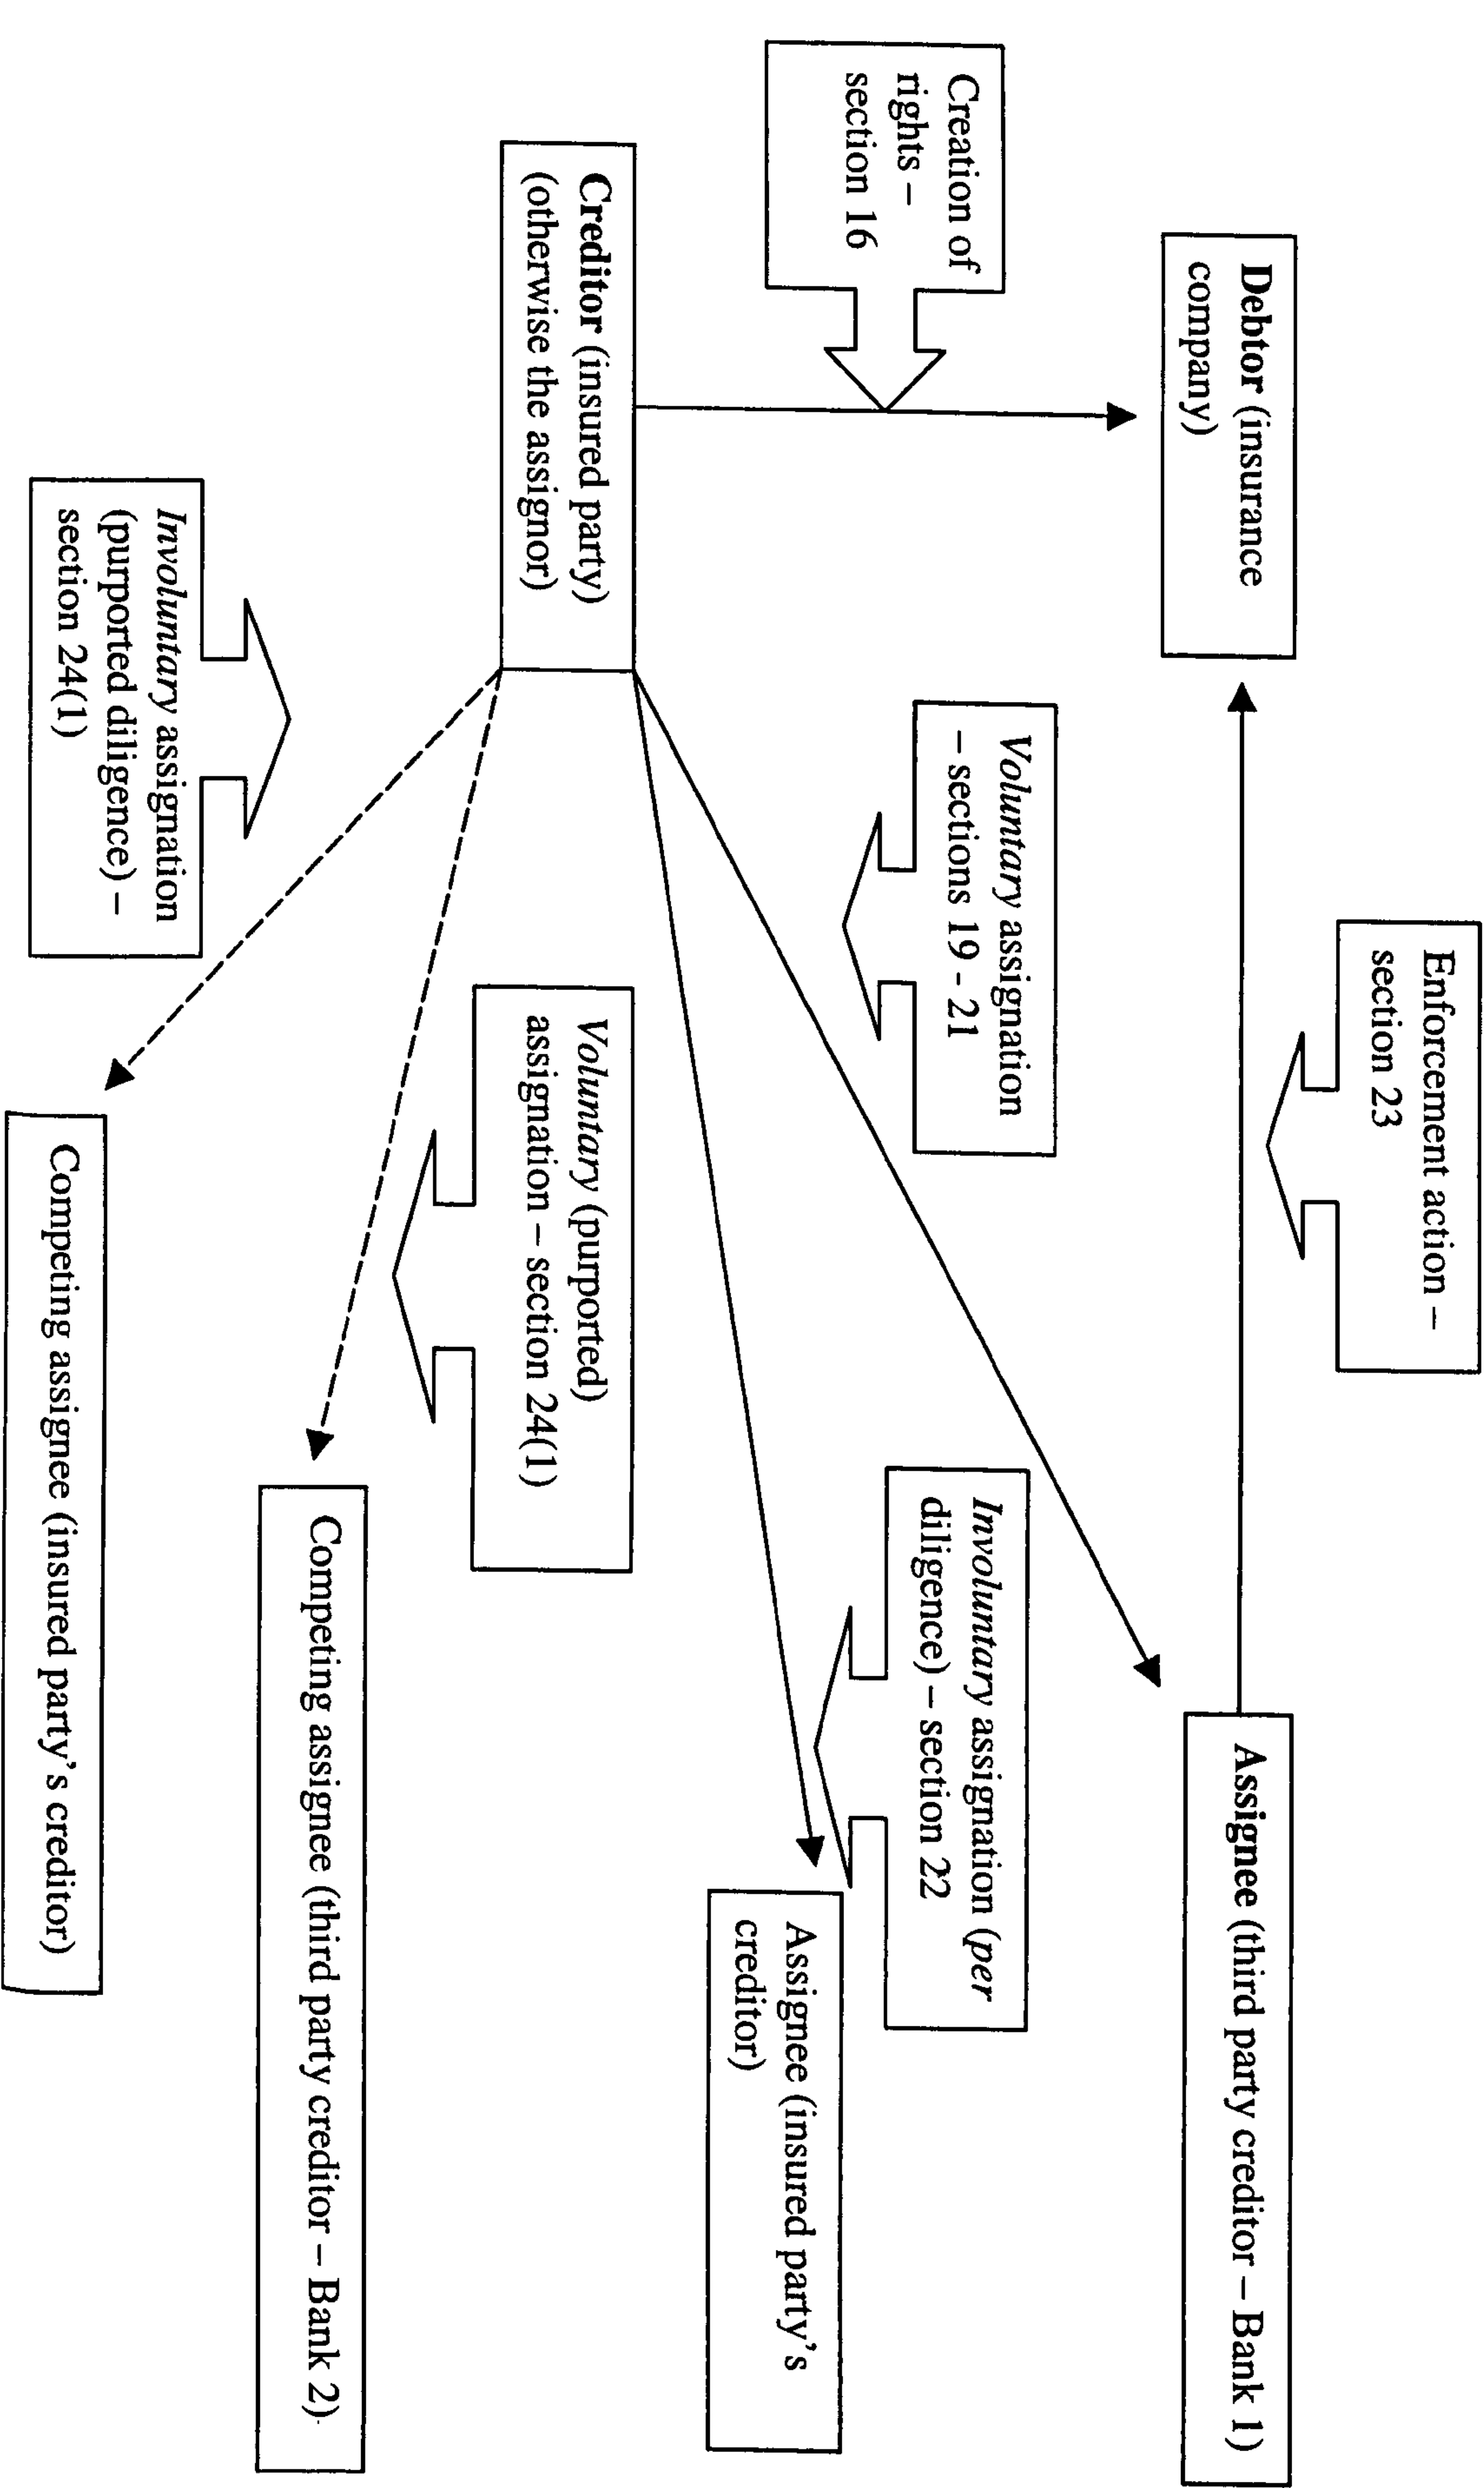 Enforcement action –
section 23
Debtor (insurance
company)
Assignee (third party creditor – Bank 1)
Voluntary assignation
– sections 19 - 21
Creation of
rights –
section 16
Involuntary assignation (per
diligence) – section 22
Assignee (insured party's
creditor)
Creditor (insured party)
(otherwise the assignor)
Voluntary (purported)
assignation – section 24(1)
Competing assignee (third party creditor – Bank 2)
Involuntary assignation
(purported diligence) –
section 24(1)
Competing assignee (insured party's creditor)